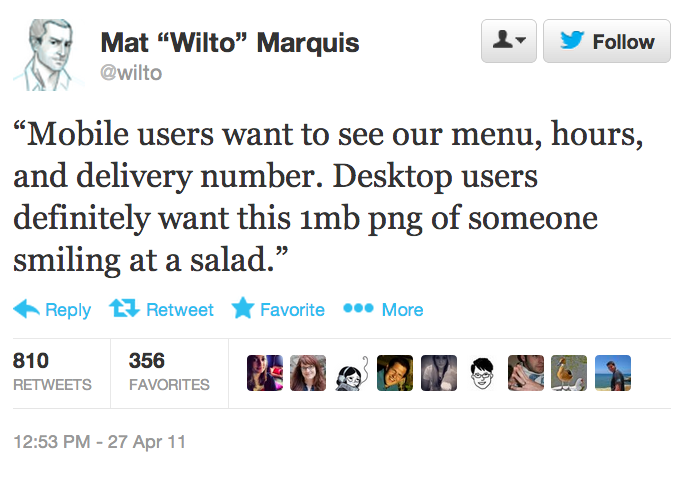 Mat “Wilto” Marquis
@wilto
Follow
“Mobile users want to see our menu, hours,
and delivery number. Desktop users
definitely want this 1mb png of someone
smiling at a salad.”
Reply Retweet Favorite More
810 356
RETWEETS FAVORITES
12:53 PM - 27 Apr 11